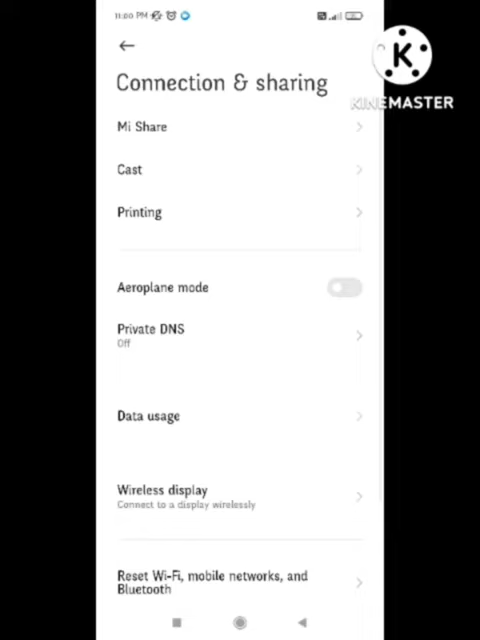 11:00 PM
K
KINEMASTER
Connection & sharing
Mi Share
Cast
Printing
Aeroplane mode
Private DNS
Off
Data usage
Wireless display
Connect to a display wirelessly
Reset Wi-Fi, mobile networks, and
Bluetooth